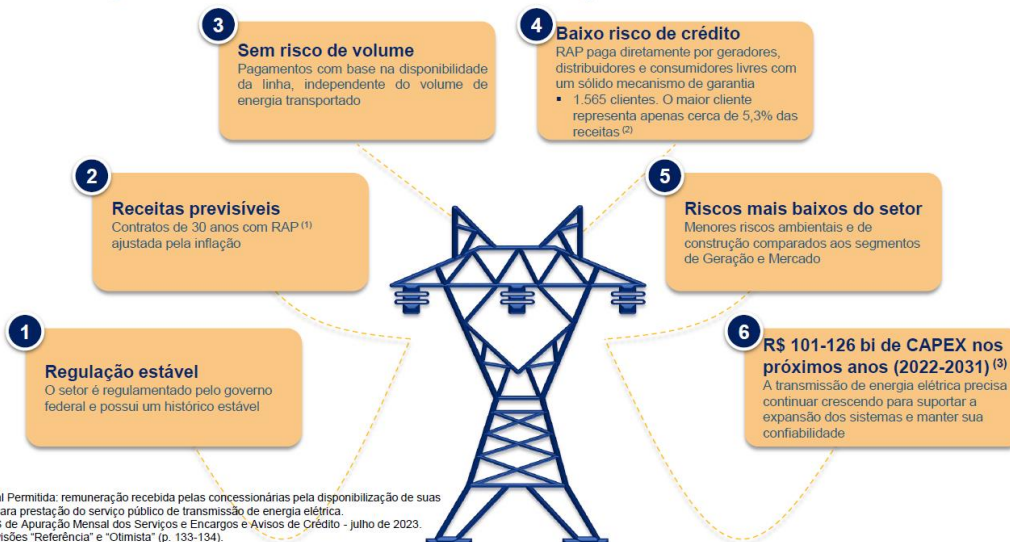 1
Regulação estável
O setor é regulamentado pelo governo
federal e possui um histórico estável
2
Receitas previsíveis
Contratos de 30 anos com RAP (1)
ajustada pela inflação
3
Sem risco de volume
Pagamentos com base na disponibilidade
da linha, independente do volume de
energia transportado
4
Baixo risco de crédito
RAP paga diretamente por geradores,
distribuidores e consumidores livres com
um sólido mecanismo de garantia
▪ 1.565 clientes. O maior cliente
representa apenas cerca de 5,3% das
receitas (2)
5
Riscos mais baixos do setor
Menores riscos ambientais e de
construção comparados aos segmentos
de Geração e Mercado
6
R$ 101-126 bi de CAPEX nos
próximos anos (2022-2031) (3)
A transmissão de energia elétrica precisa
continuar crescendo para suportar a
expansão dos sistemas e manter sua
confiabilidade
Permitida: remuneração recebida pelas concessionárias pela disponibilização de suas
para prestação do serviço público de transmissão de energia elétrica.
de Apuração Mensal dos Serviços e Encargos e Avisos de Crédito - julho de 2023.
"Referência" e "Otimista" (p. 133-134).